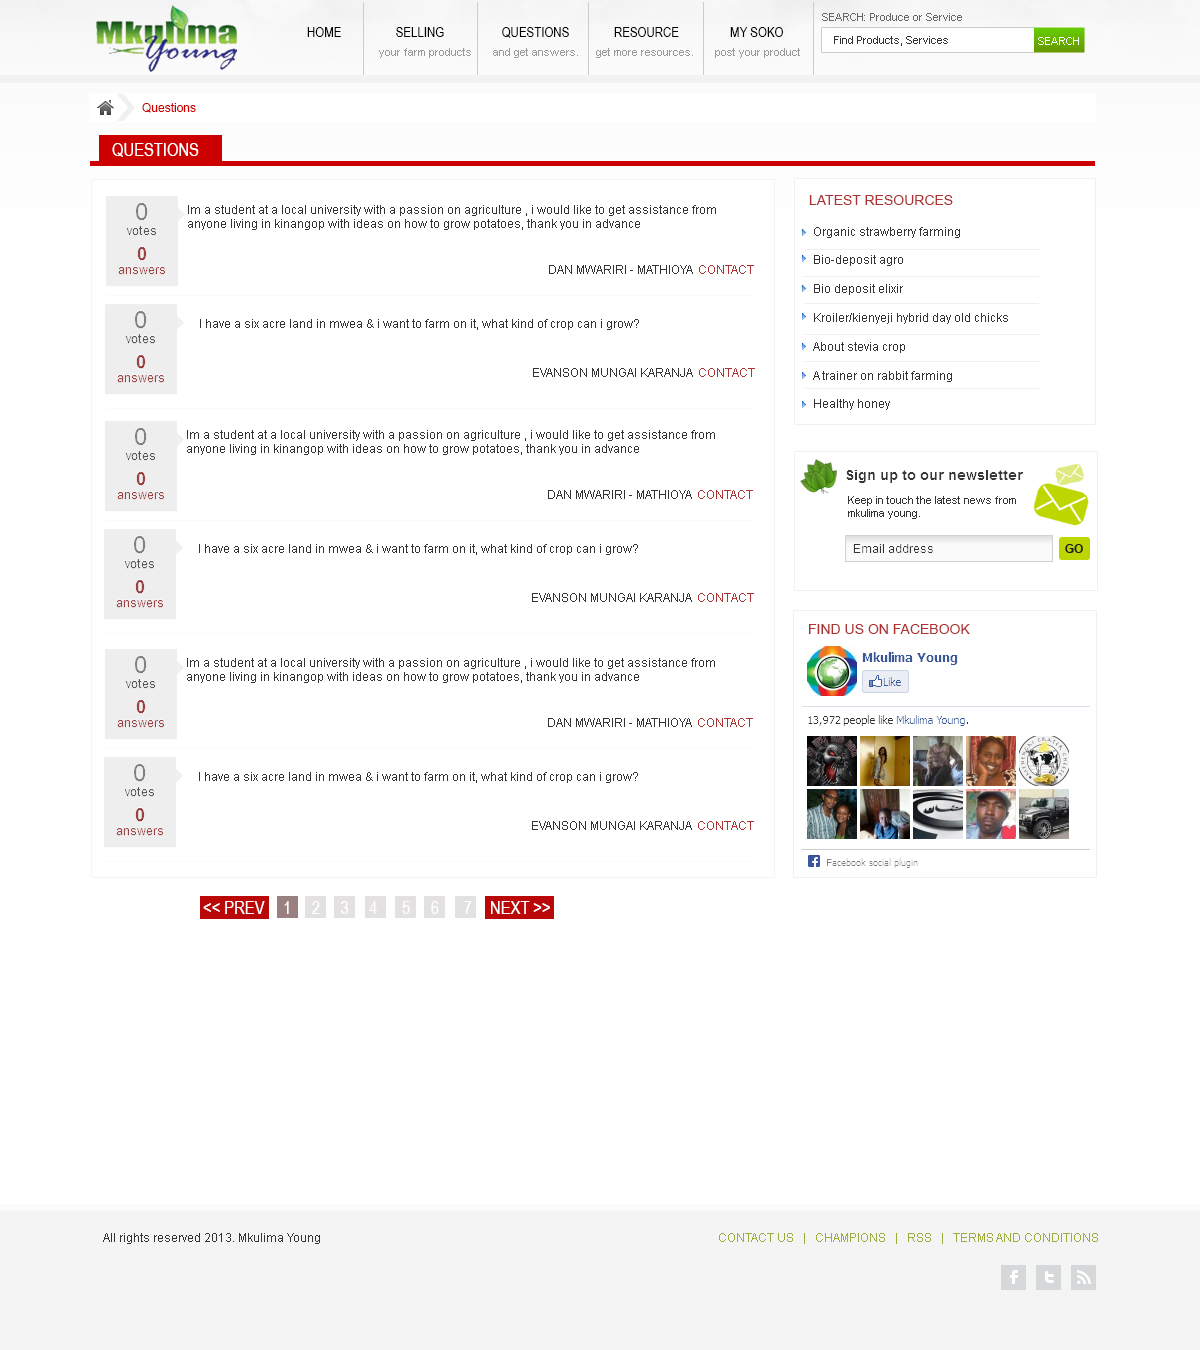 Mkulima
Young
HOME
SELLING
your farm products
QUESTIONS
and get answers.
RESOURCE
get more resources.
MY SOKO
post your product
SEARCH: Produce or Service
Find Products, Services
SEARCH
Questions
QUESTIONS
0
votes
0
answers
Im a student at a local university with a passion on agriculture , i would like to get assistance from
anyone living in kinangop with ideas on how to grow potatoes, thank you in advance
DAN MWARIRI - MATHIOYA CONTACT
0
votes
0
answers
I have a six acre land in mwea & i want to farm on it, what kind of crop can i grow?
EVANSON MUNGAI KARANJA CONTACT
0
votes
0
answers
Im a student at a local university with a passion on agriculture , i would like to get assistance from
anyone living in kinangop with ideas on how to grow potatoes, thank you in advance
DAN MWARIRI - MATHIOYA CONTACT
0
votes
0
answers
I have a six acre land in mwea & i want to farm on it, what kind of crop can i grow?
EVANSON MUNGAI KARANJA CONTACT
0
votes
0
answers
Im a student at a local university with a passion on agriculture , i would like to get assistance from
anyone living in kinangop with ideas on how to grow potatoes, thank you in advance
DAN MWARIRI - MATHIOYA CONTACT
0
votes
0
answers
I have a six acre land in mwea & i want to farm on it, what kind of crop can i grow?
EVANSON MUNGAI KARANJA CONTACT
<< PREV 1 2 3 4 5 6 7 NEXT >>
LATEST RESOURCES
Organic strawberry farming
Bio-deposit agro
Bio deposit elixir
Kroiler/kienyeji hybrid day old chicks
About stevia crop
A trainer on rabbit farming
Healthy honey
Sign up to our newsletter
Keep in touch the latest news from
mkulima young.
Email address
GO
FIND US ON FACEBOOK
Mkulima Young
Like
13,972 people like Mkulima Young.
Facebook social plugin
All rights reserved 2013. Mkulima Young
CONTACT US | CHAMPIONS | RSS | TERMS AND CONDITIONS